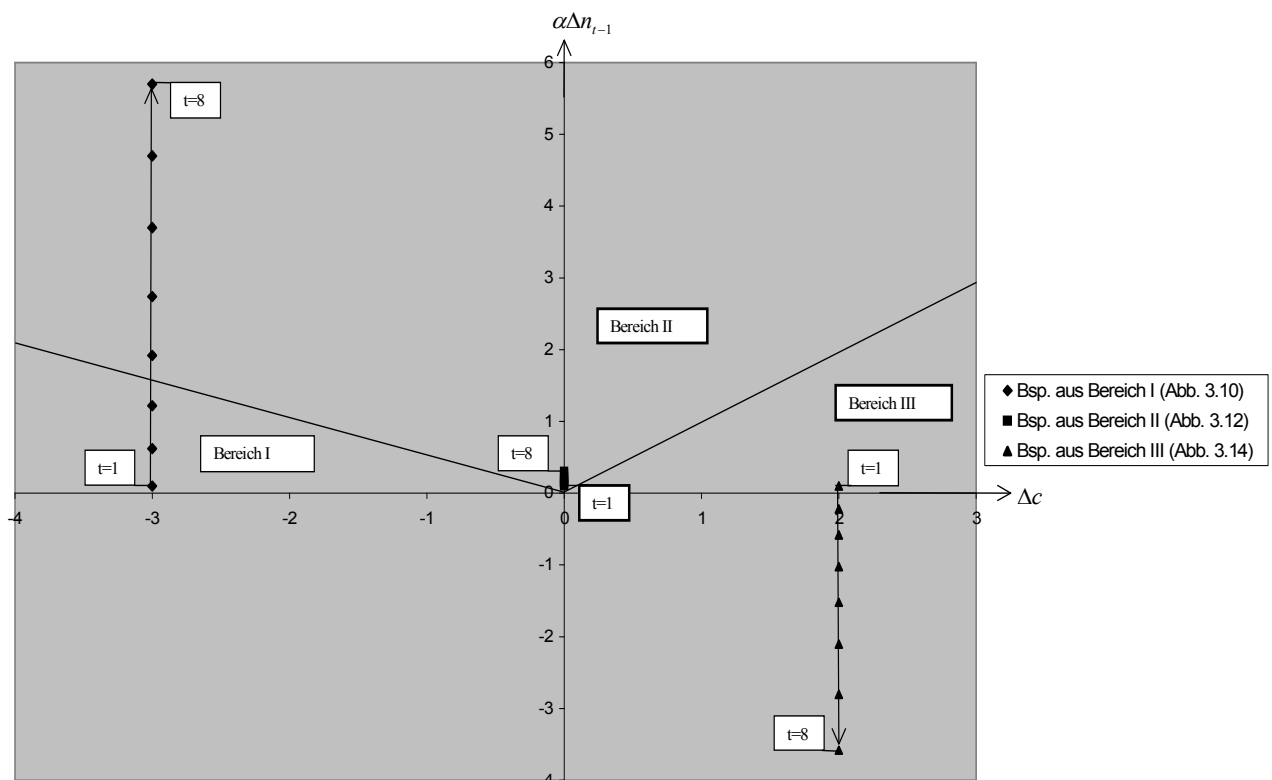 αΔn_{t-1}
6
t=8
5
4
3
Bereich II
2
Bereich III
Bsp. aus Bereich I (Abb. 3.10)
Bsp. aus Bereich II (Abb. 3.12)
Bsp. aus Bereich III (Abb. 3.14)
1
Bereich I
t=8
t=1
t=1
0
t=1
Δc
-4
-3
-2
-1
0
1
2
3
-1
-2
-3
t=8
-4